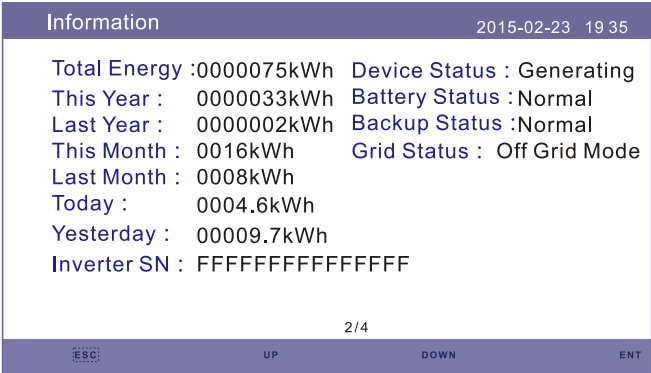 Information 2015-02-23 19 35
Total Energy : 0000075kWh Device Status : Generating
This Year : 0000033kWh Battery Status : Normal
Last Year : 0000002kWh Backup Status : Normal
This Month : 0016kWh Grid Status : Off Grid Mode
Last Month : 0008kWh
Today : 0004.6kWh
Yesterday : 00009.7kWh
Inverter SN : FFFFFFFFFFFFFFF
2/4
ESC UP DOWN ENT